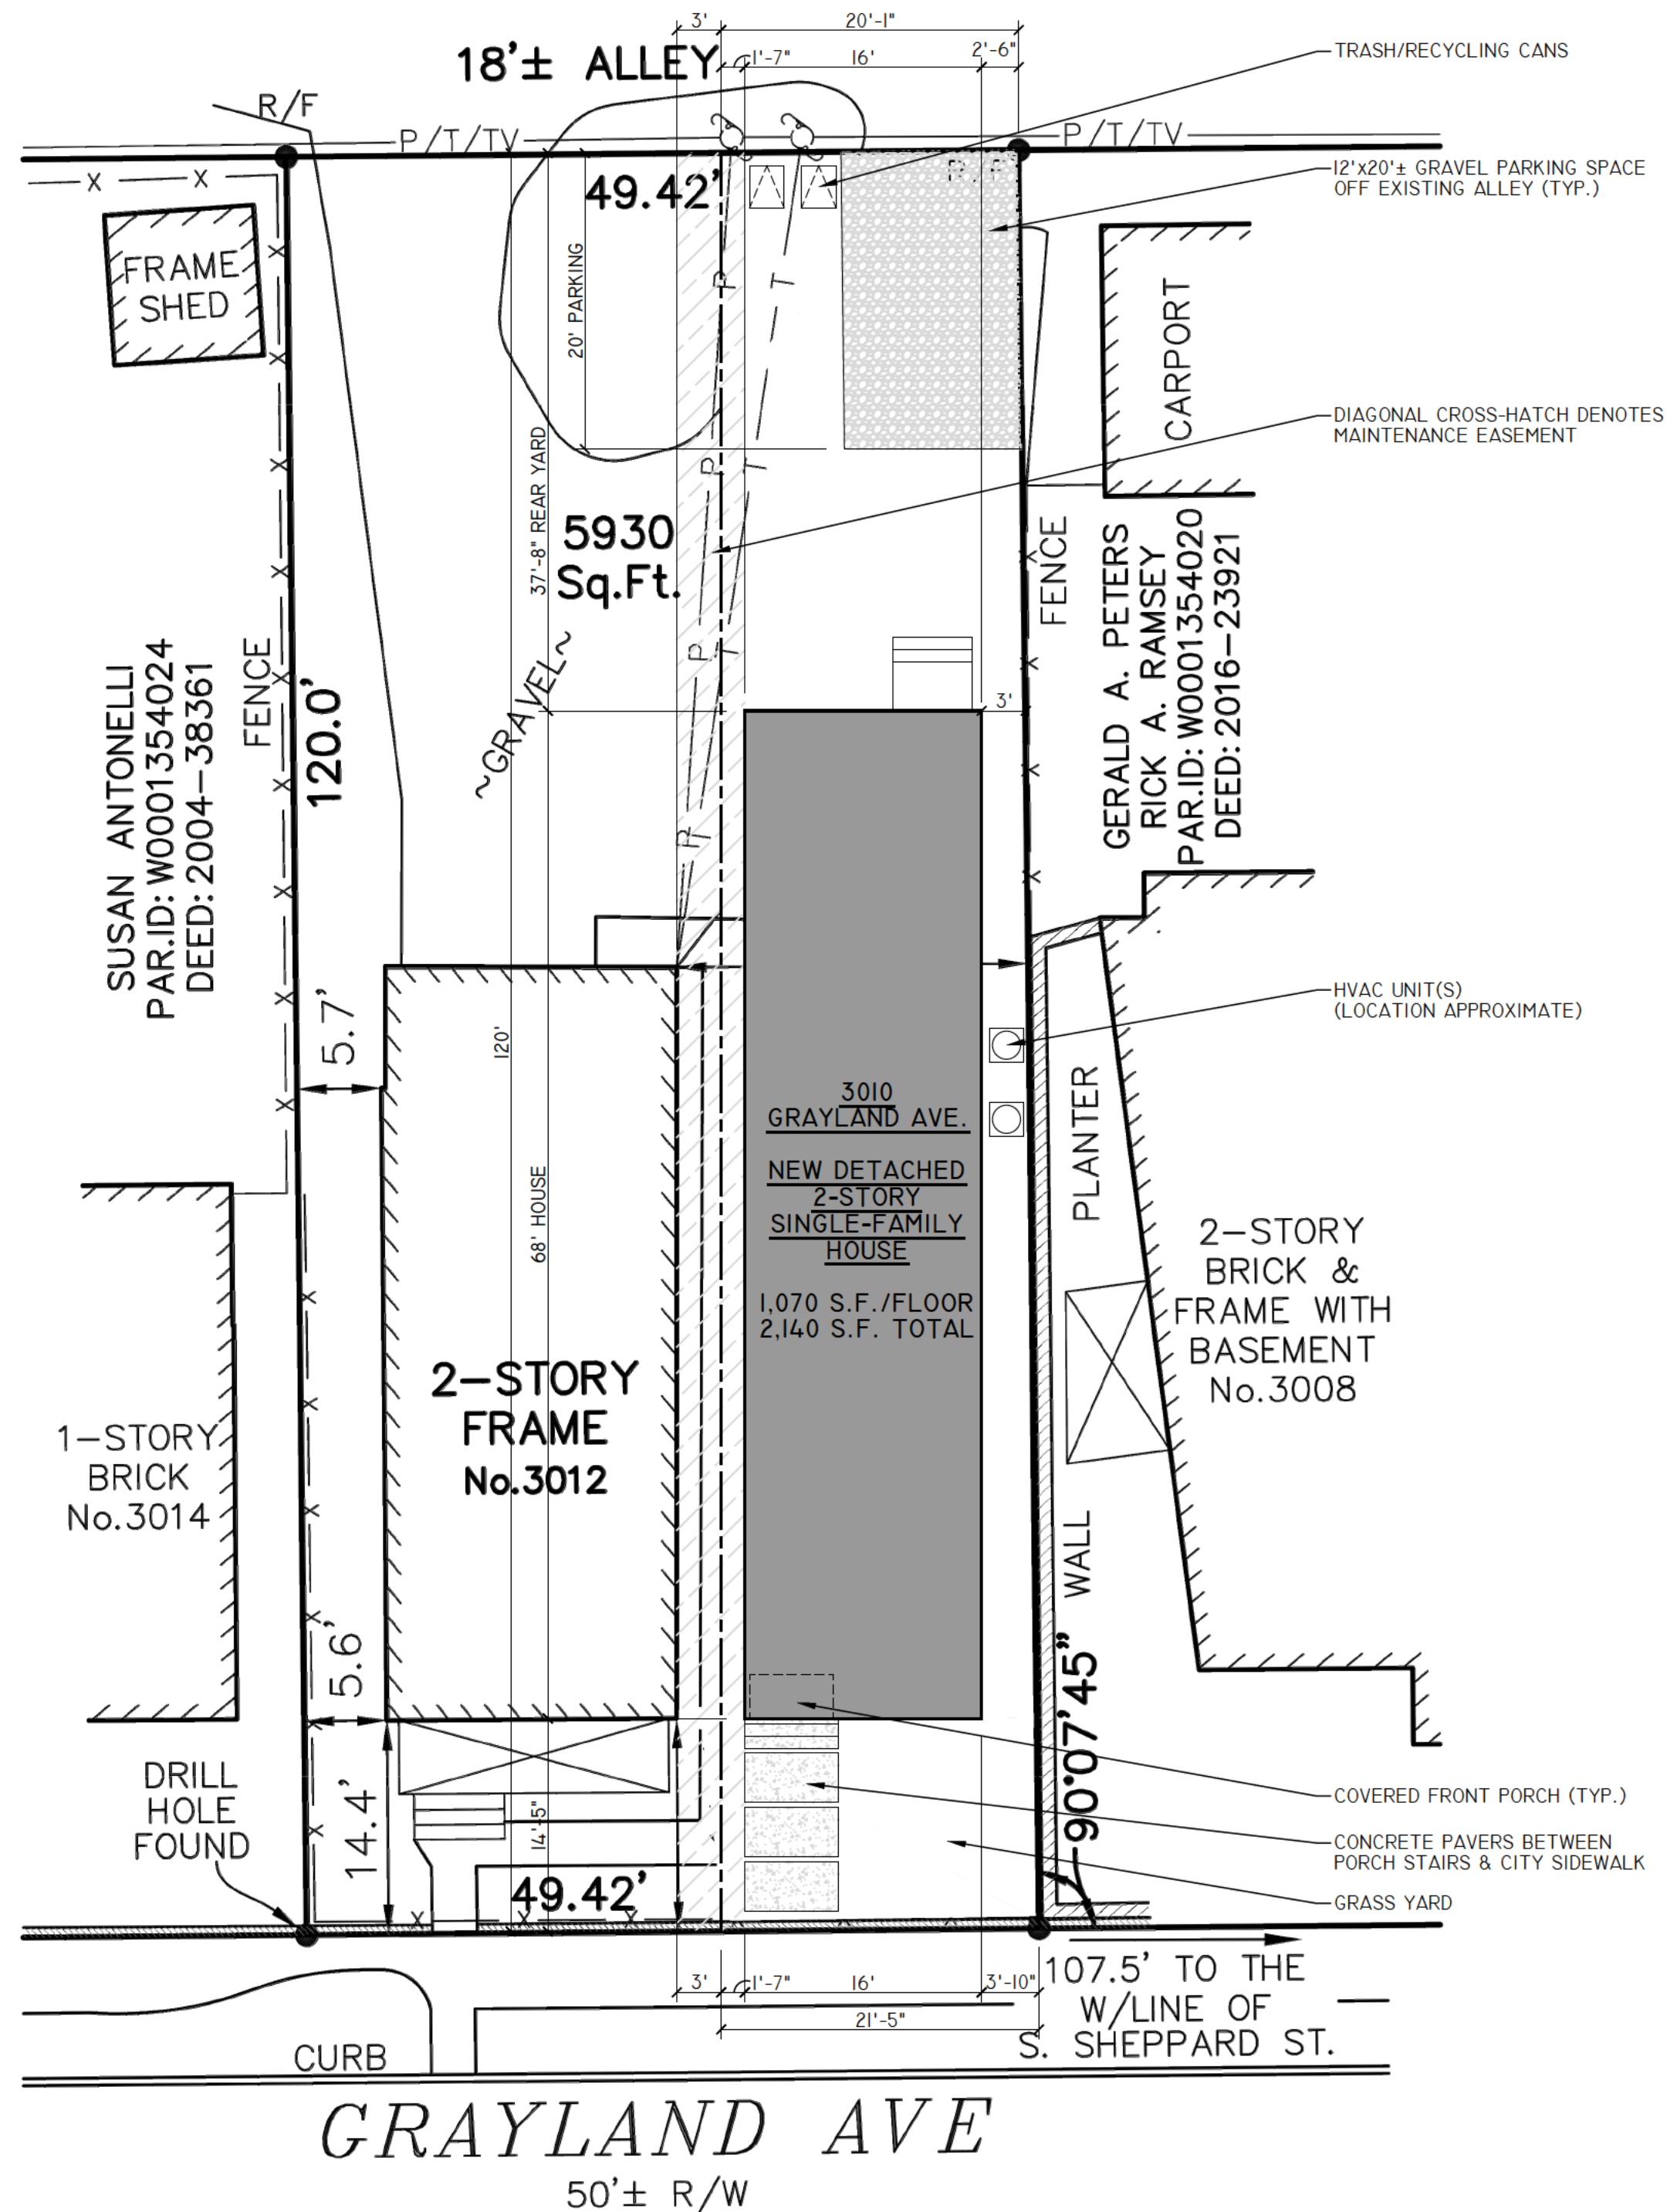 3'
20'-1"
1'-7"
16'
2'-6"
18'± ALLEY
TRASH/RECYCLING CANS
R/F
P/T/TV
P/T/TV
12'x20'± GRAVEL PARKING SPACE
OFF EXISTING ALLEY (TYP.)
X
X
49.42'
FRAME
SHED
20' PARKING
P
T
CARPORT
DIAGONAL CROSS-HATCH DENOTES
MAINTENANCE EASEMENT
37'-8" REAR YARD
P
T
5930
Sq.Ft.
FENCE
GERALD A. PETERS
RICK A. RAMSEY
PAR.ID: W0001354020
DEED: 2016-23921
SUSAN ANTONELLI
PAR.ID: W0001354024
DEED: 2004-38361
FENCE
120.0'
~GRAVEL~
P
T
3'
P
T
5.7'
120'
HVAC UNIT(S)
(LOCATION APPROXIMATE)
3010
GRAYLAND AVE.
NEW DETACHED
2-STORY
SINGLE-FAMILY
HOUSE
1,070 S.F./FLOOR
2,140 S.F. TOTAL
PLANTER
68' HOUSE
2-STORY
BRICK &
FRAME WITH
BASEMENT
No.3008
2-STORY
FRAME
No.3012
1-STORY
BRICK
No.3014
WALL
5.6'
90°07'45"
DRILL
HOLE
FOUND
14.4'
14'-5"
COVERED FRONT PORCH (TYP.)
CONCRETE PAVERS BETWEEN
PORCH STAIRS & CITY SIDEWALK
GRASS YARD
49.42'
3'
1'-7"
16'
3'-10"
21'-5"
107.5' TO THE
W/LINE OF
S. SHEPPARD ST.
CURB
GRAYLAND AVE
50'± R/W